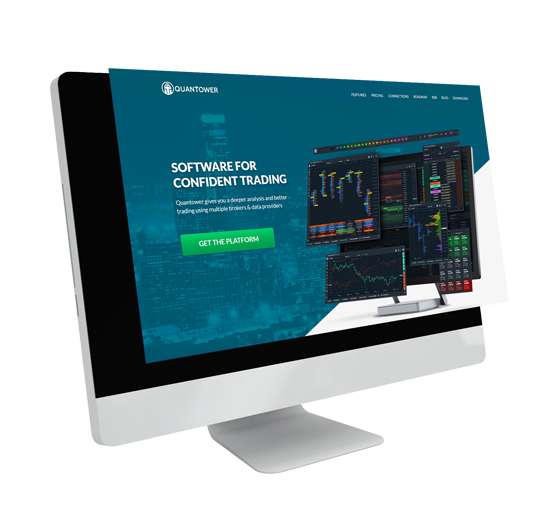 QUANTOWER
FEATURES PRICING CONNECTIONS ROADMAP B2B BLOG DOWNLOAD
SOFTWARE FOR
CONFIDENT TRADING
Quantower gives you a deeper analysis and better
trading using multiple brokers & data providers
GET THE PLATFORM